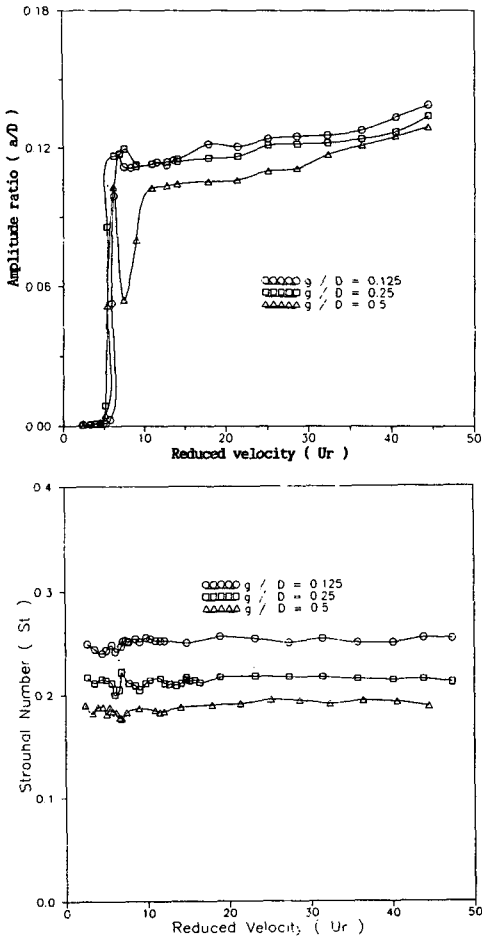 0 18
0.12
0.06
0 00
Amplitude ratio ( a/D )
g / D = 0.125
g / D = 0.25
g / D = 0.5
0 10 20 30 40 50
Reduced velocity ( Ur )
0 4
0 3
0.2
0.1
0.0
Strouhal Number ( St )
g / D = 0 125
g / D = 0.25
g / D = 0 5
0 10 20 30 40 50
Reduced Velocity ( Ur )